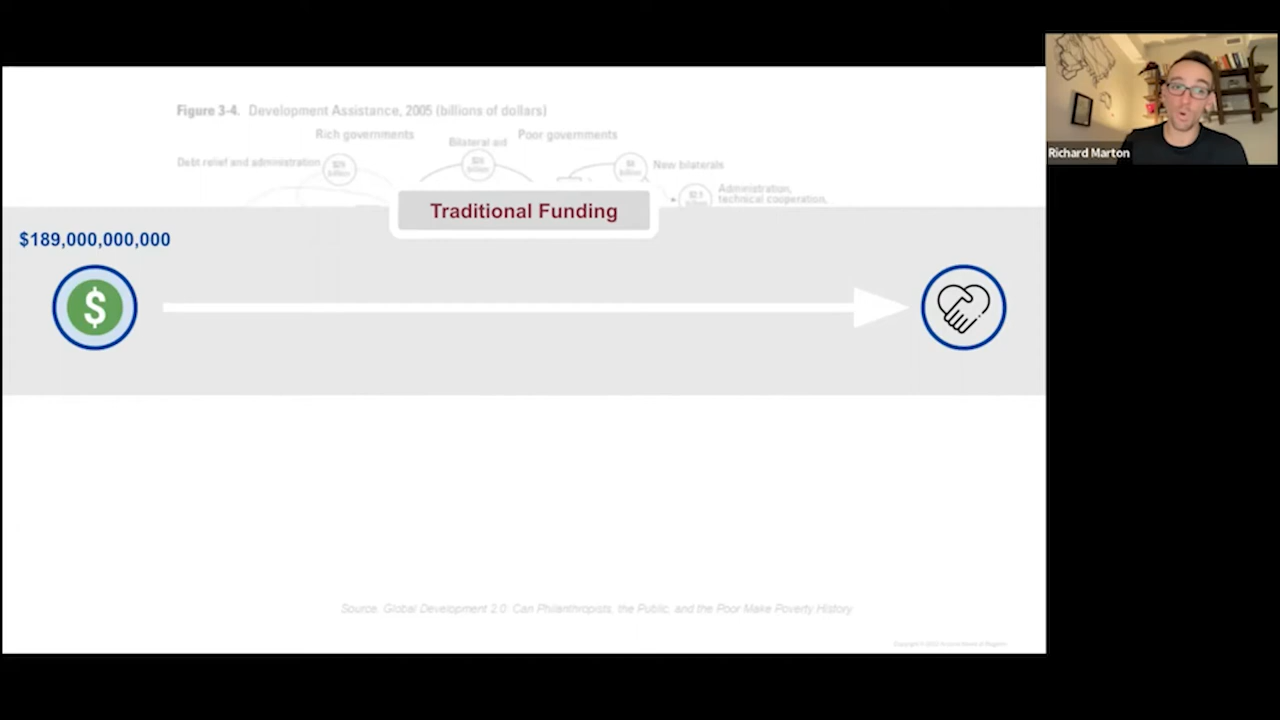 Figure 3-4. Development Assistance, 2005 (billions of dollars)
Rich governments
Bilateral aid
Poor governments
Debt relief and administration
New bilaterals
Administration,
technical cooperation,
Traditional Funding
$189,000,000,000
$
Source: Global Development 2.0: Can Philanthropists, the Public, and the Poor Make Poverty History
Richard Marton